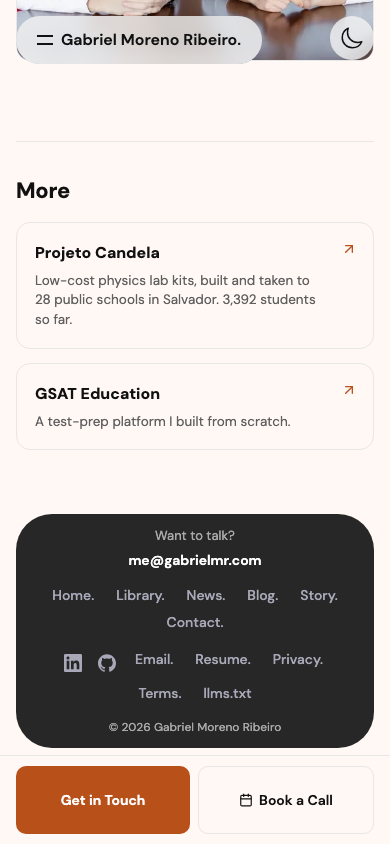 Gabriel Moreno Ribeiro.
More
Projeto Candela
Low-cost physics lab kits, built and taken to
28 public schools in Salvador. 3,392 students
so far.
GSAT Education
A test-prep platform I built from scratch.
Want to talk?
me@gabrielmr.com
Home. Library. News. Blog. Story.
Contact.
Email. Resume. Privacy.
Terms. llms.txt
© 2026 Gabriel Moreno Ribeiro
Get in Touch Book a Call